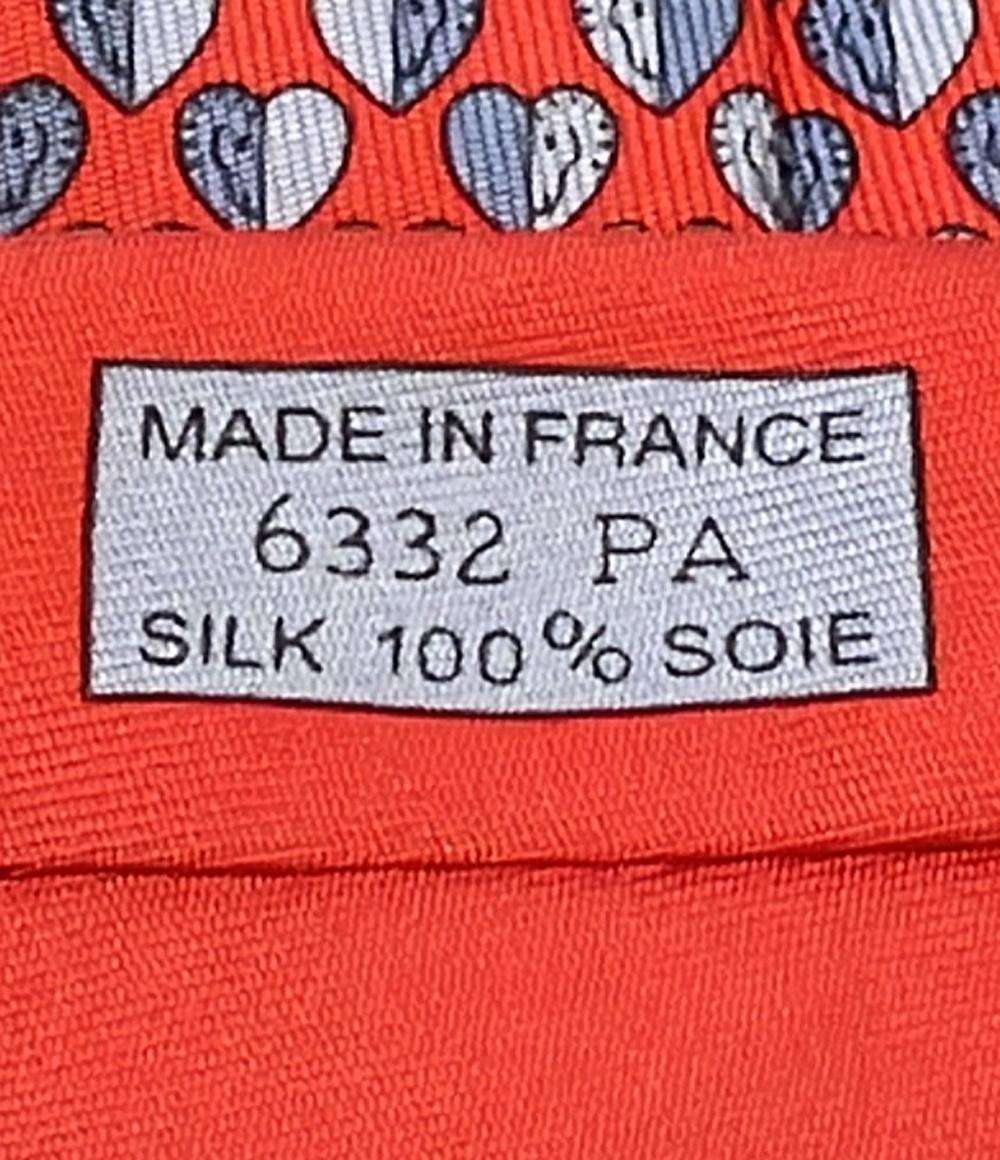 MADE IN FRANCE
6332 PA
SILK 100% SOIE